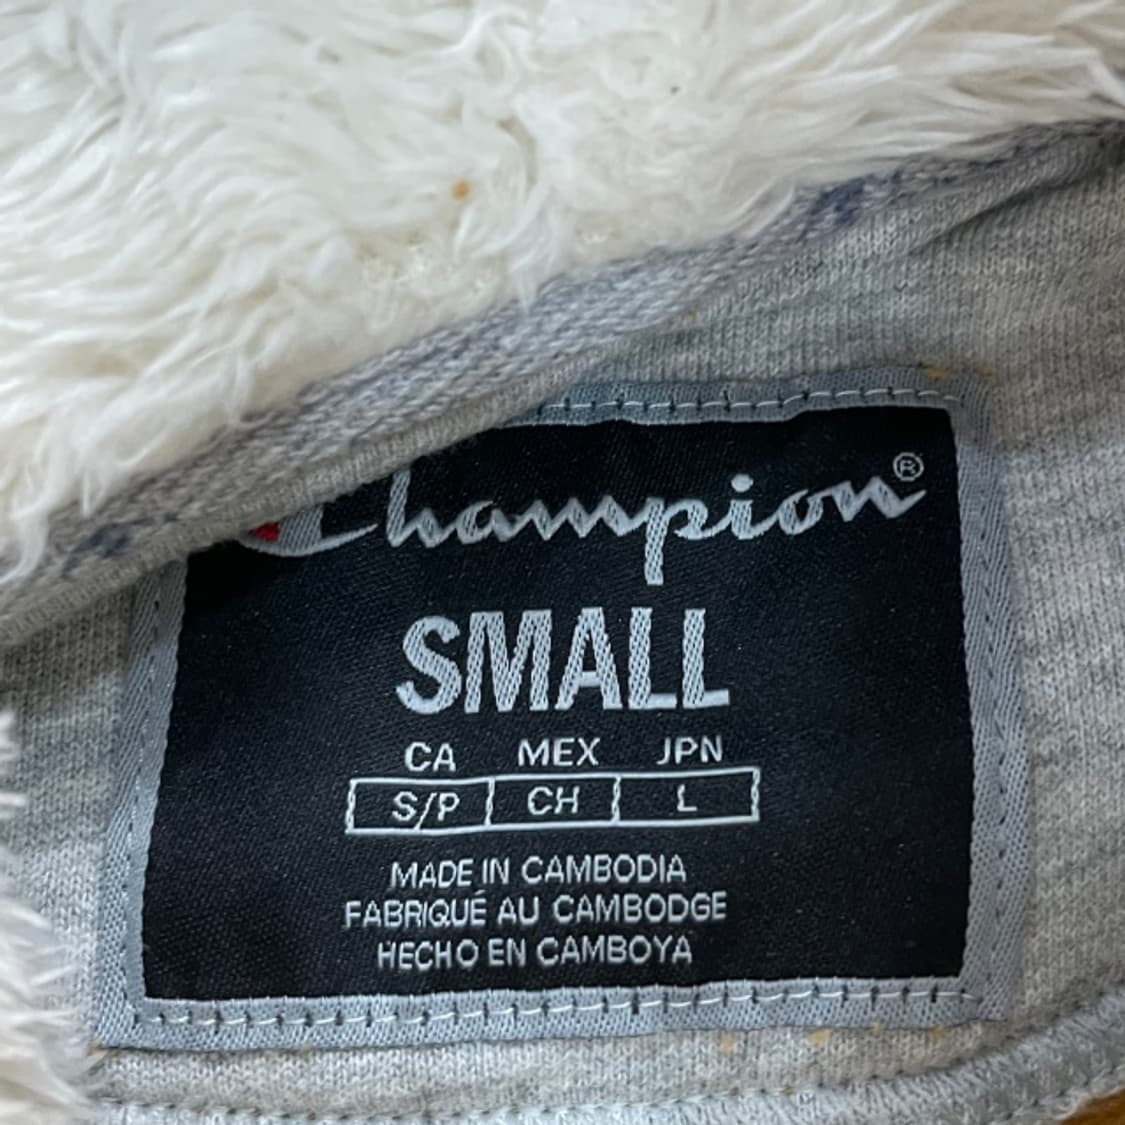 Champion®
SMALL
CA MEX JPN
S/P CH L
MADE IN CAMBODIA
FABRIQUÉ AU CAMBODGE
HECHO EN CAMBOYA